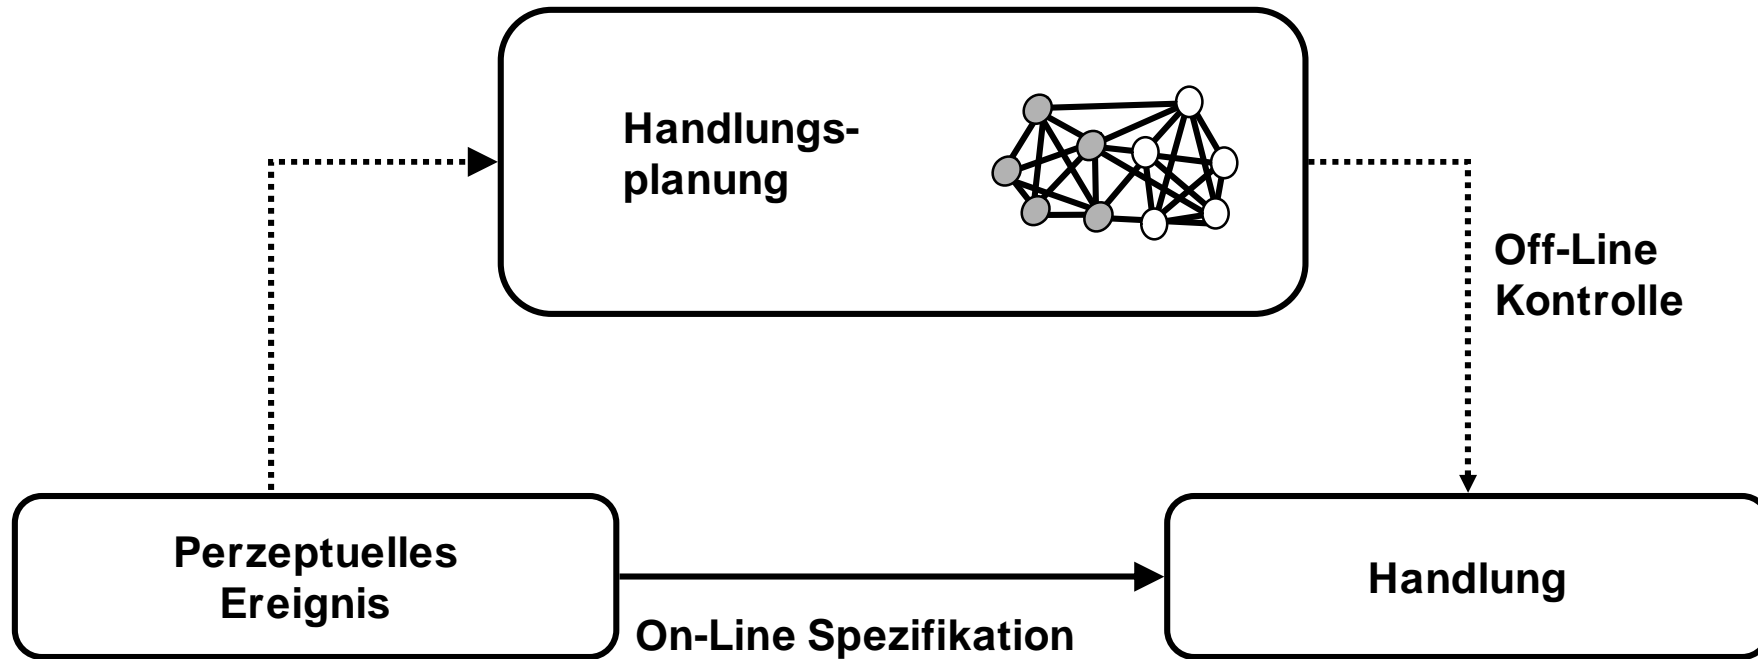 Handlungs-
planung
Off-Line
Kontrolle
Perzeptuelles
Ereignis
Handlung
On-Line Spezifikation